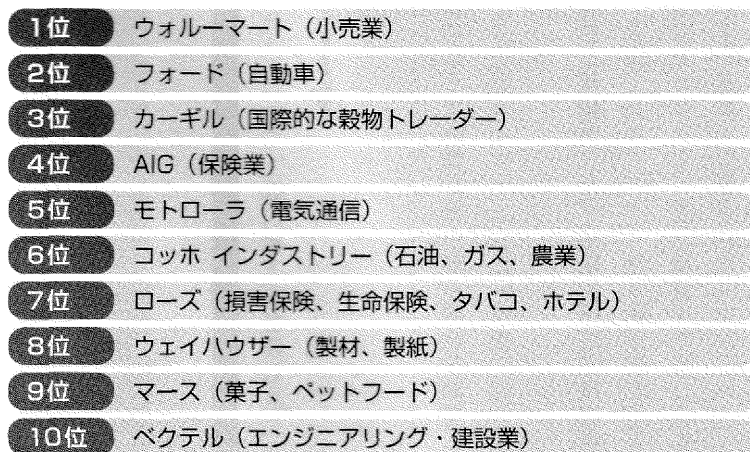 1位 ウォルーマート（小売業）
2位 フォード（自動車）
3位 カーギル（国際的な穀物トレーダー）
4位 AIG（保険業）
5位 モトローラ（電気通信）
6位 コッホ インダストリー（石油、ガス、農業）
7位 ローズ（損害保険、生命保険、タバコ、ホテル）
8位 ウェイハウザー（製材、製紙）
9位 マース（菓子、ペットフード）
10位 ベクテル（エンジニアリング・建設業）